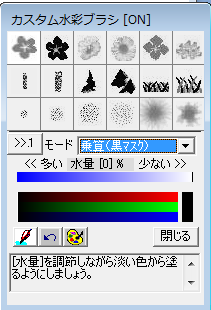 カスタム水彩ブラシ [ON]
>>.1 モード 乗算(黒マスク)
<< 多い 水量 [0] % 少ない >>
閉じる
[水量]を調節しながら淡い色から塗
るようにしましょう。